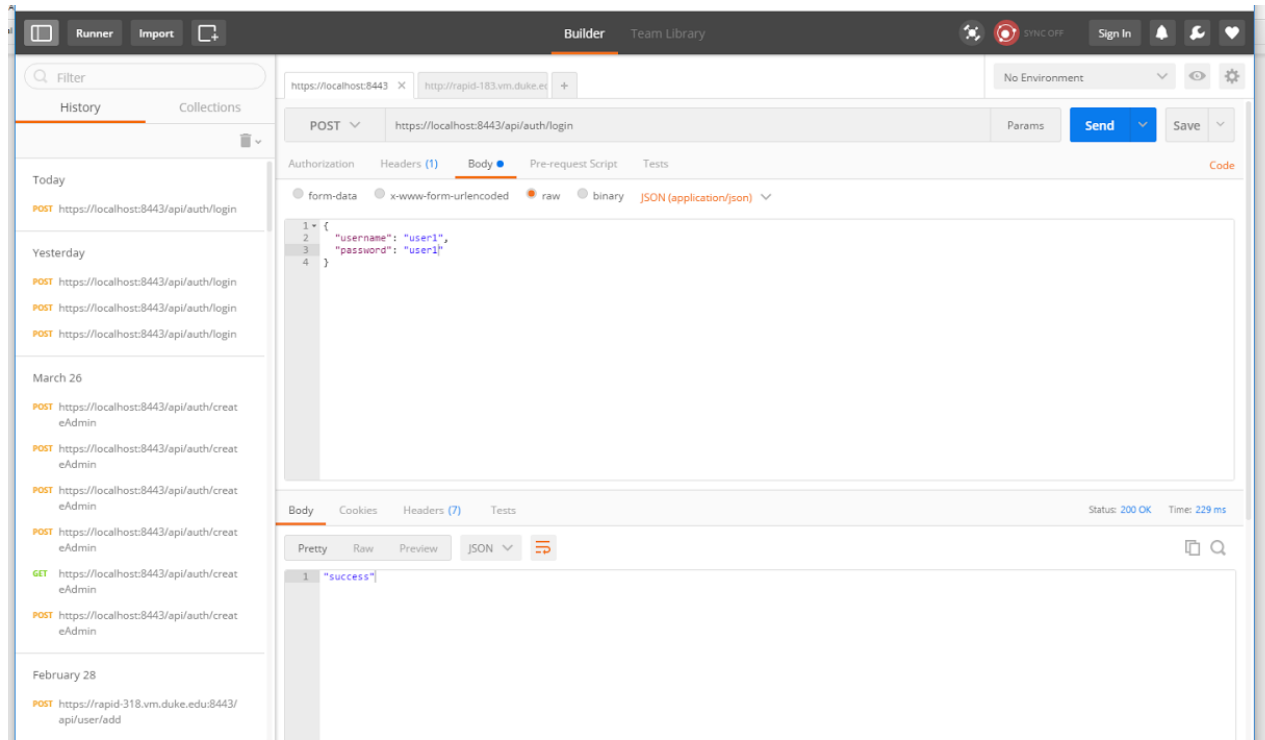 Runner Import Builder Team Library SYNC OFF Sign In
Filter
History Collections
Today
POST https://localhost:8443/api/auth/login
Yesterday
POST https://localhost:8443/api/auth/login
POST https://localhost:8443/api/auth/login
POST https://localhost:8443/api/auth/login
March 26
POST https://localhost:8443/api/auth/creat
eAdmin
POST https://localhost:8443/api/auth/creat
eAdmin
POST https://localhost:8443/api/auth/creat
eAdmin
POST https://localhost:8443/api/auth/creat
eAdmin
GET https://localhost:8443/api/auth/creat
eAdmin
POST https://localhost:8443/api/auth/creat
eAdmin
February 28
POST https://rapid-318.vm.duke.edu:8443/
api/user/add
https://localhost:8443 http://rapid-183.vm.duke.ec +
No Environment
POST https://localhost:8443/api/auth/login Params Send Save
Authorization Headers (1) Body Pre-request Script Tests Code
form-data x-www-form-urlencoded raw binary JSON (application/json)
1 {
2 "username": "user1",
3 "password": "user1"
4 }
Body Cookies Headers (7) Tests Status: 200 OK Time: 229 ms
Pretty Raw Preview JSON
1 "success"